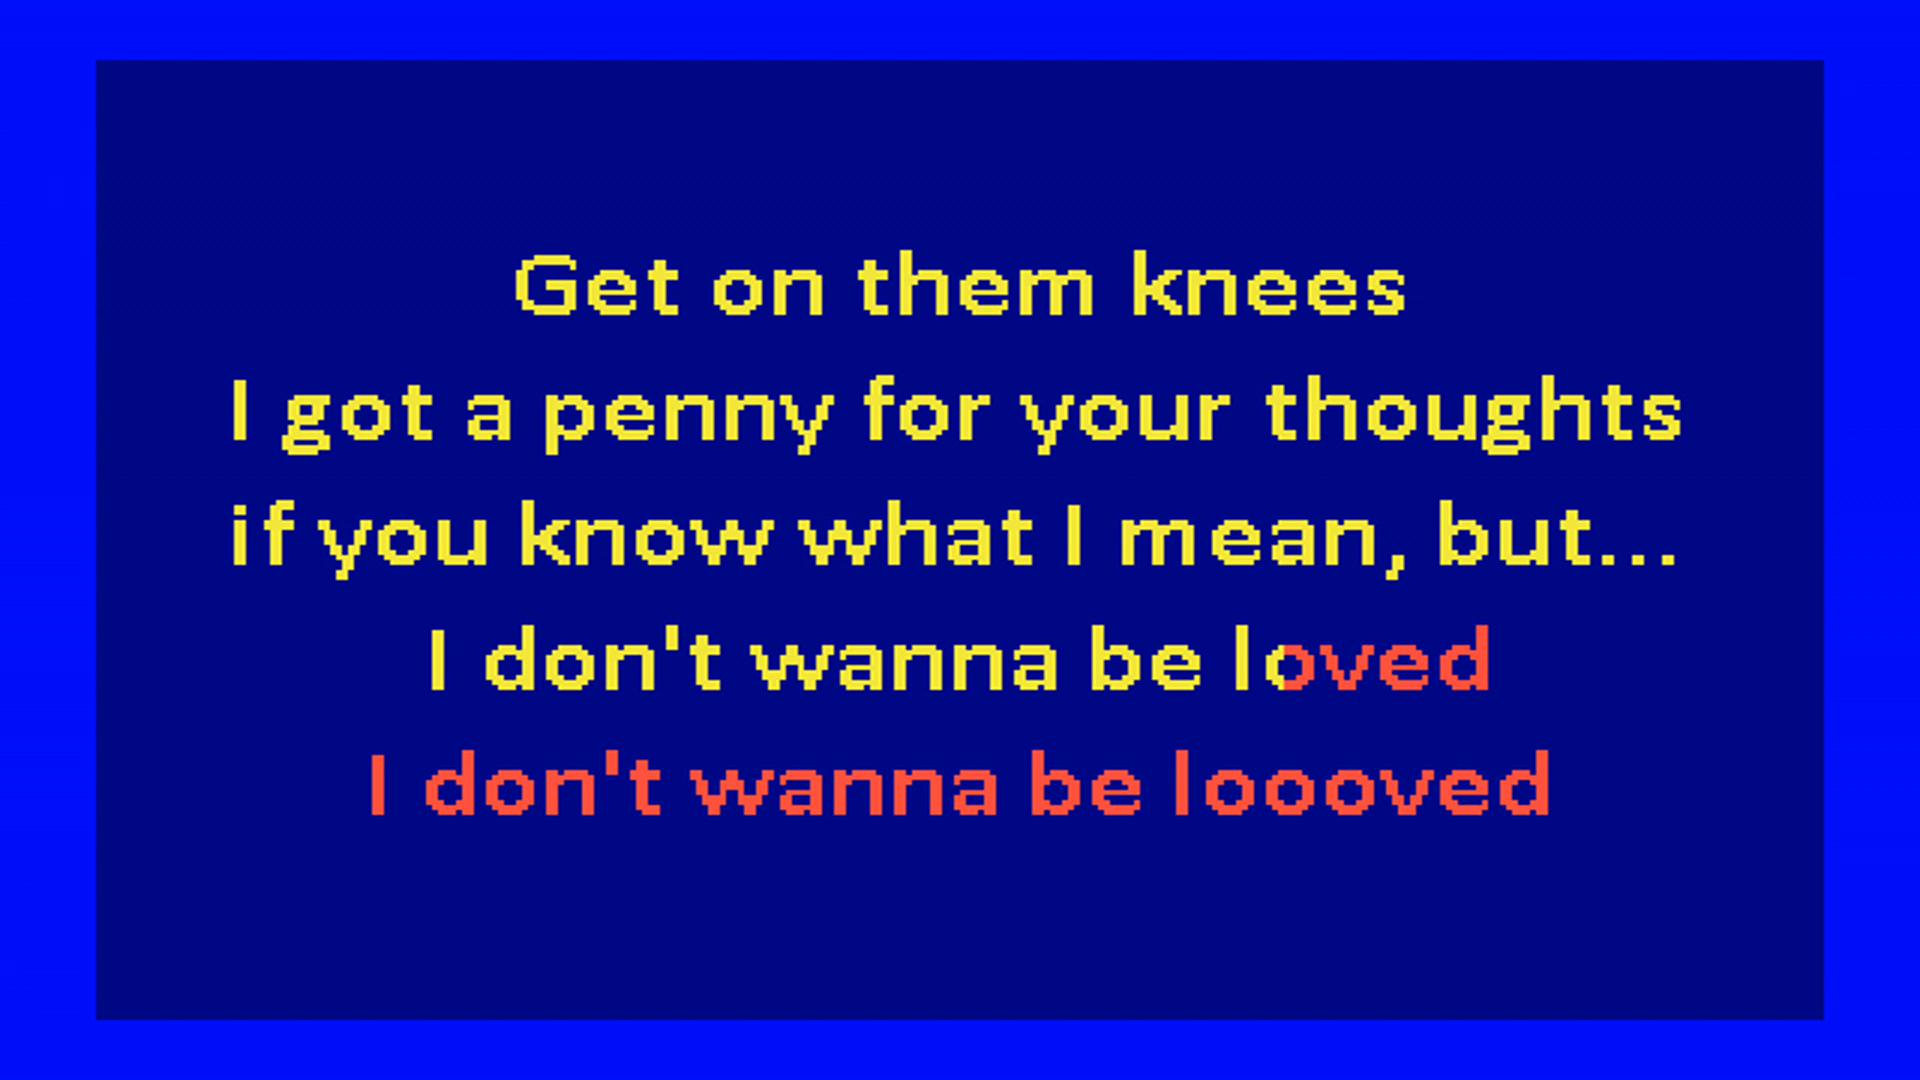 Get on them knees
I got a penny for your thoughts
if you know what I mean, but...
I don't wanna be loved
I don't wanna be loooved